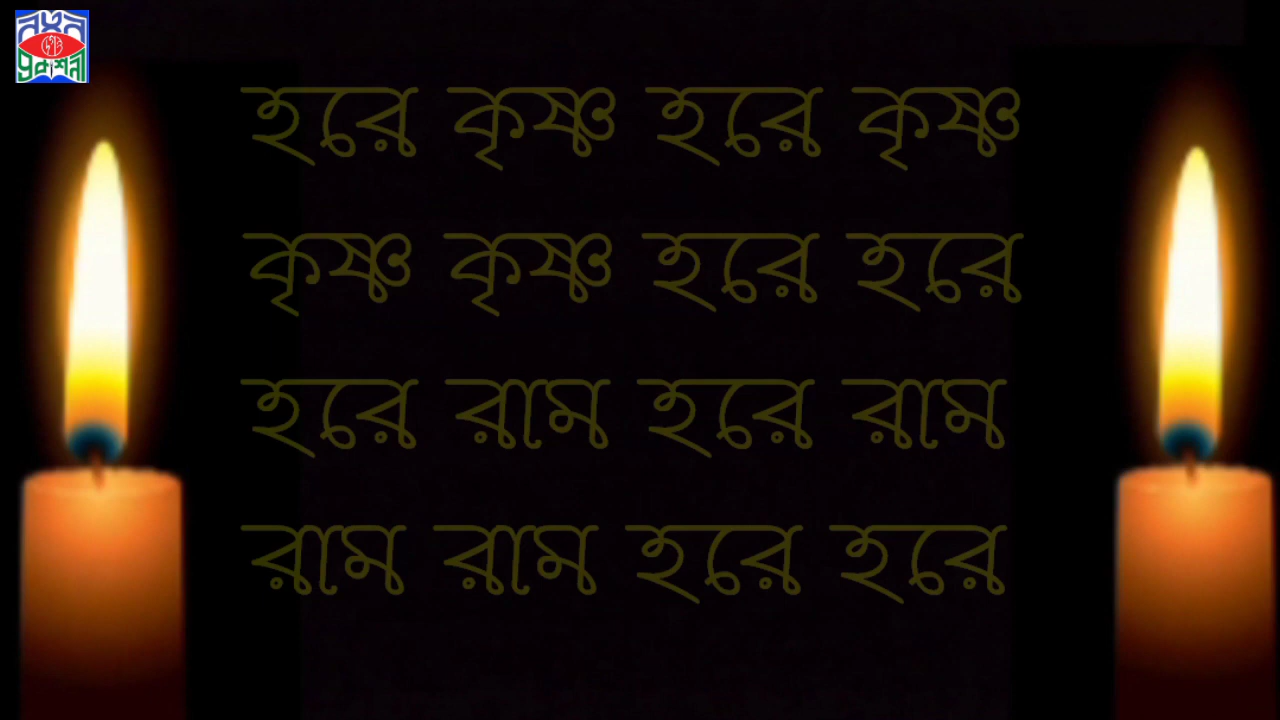 হরে কৃষ্ণ হরে কৃষ্ণ
কৃষ্ণ কৃষ্ণ হরে হরে
হরে রাম হরে রাম
রাম রাম হরে হরে